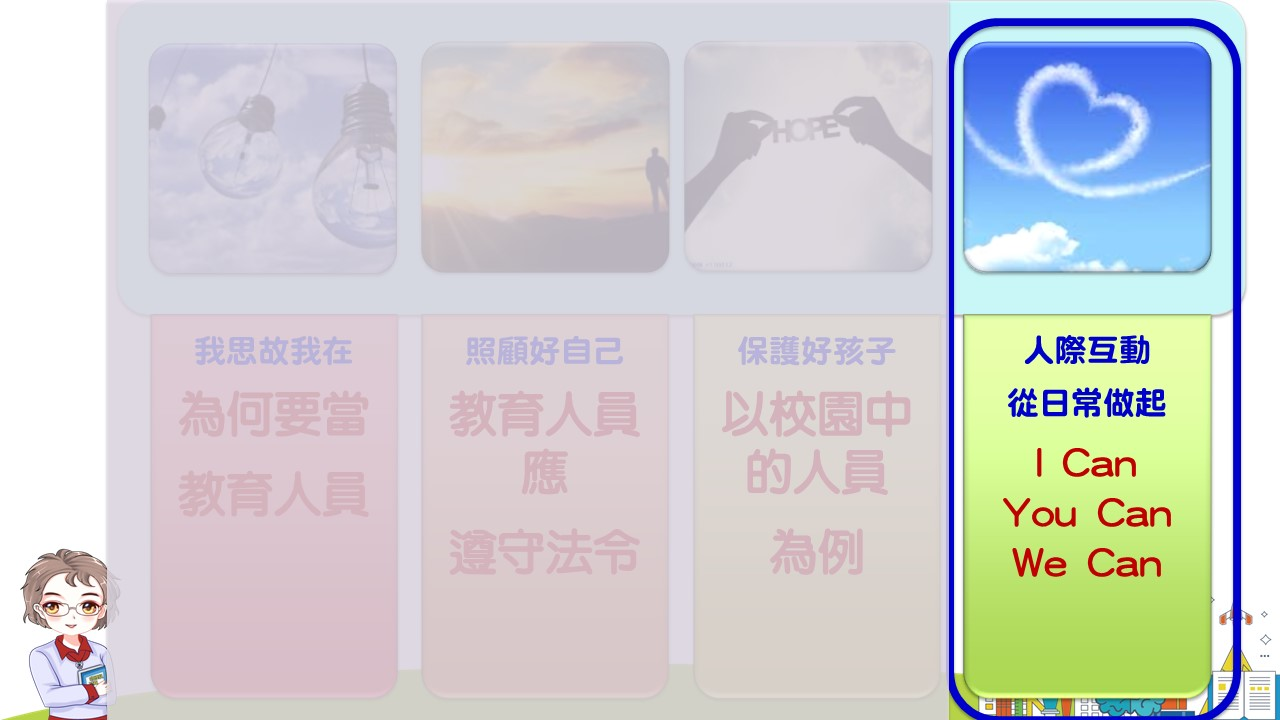 HOPE
我思故我在
為何要當
教育人員
照顧好自己
教育人員
應
遵守法令
保護好孩子
以校園中
的人員
為例
人際互動
從日常做起
I Can
You Can
We Can